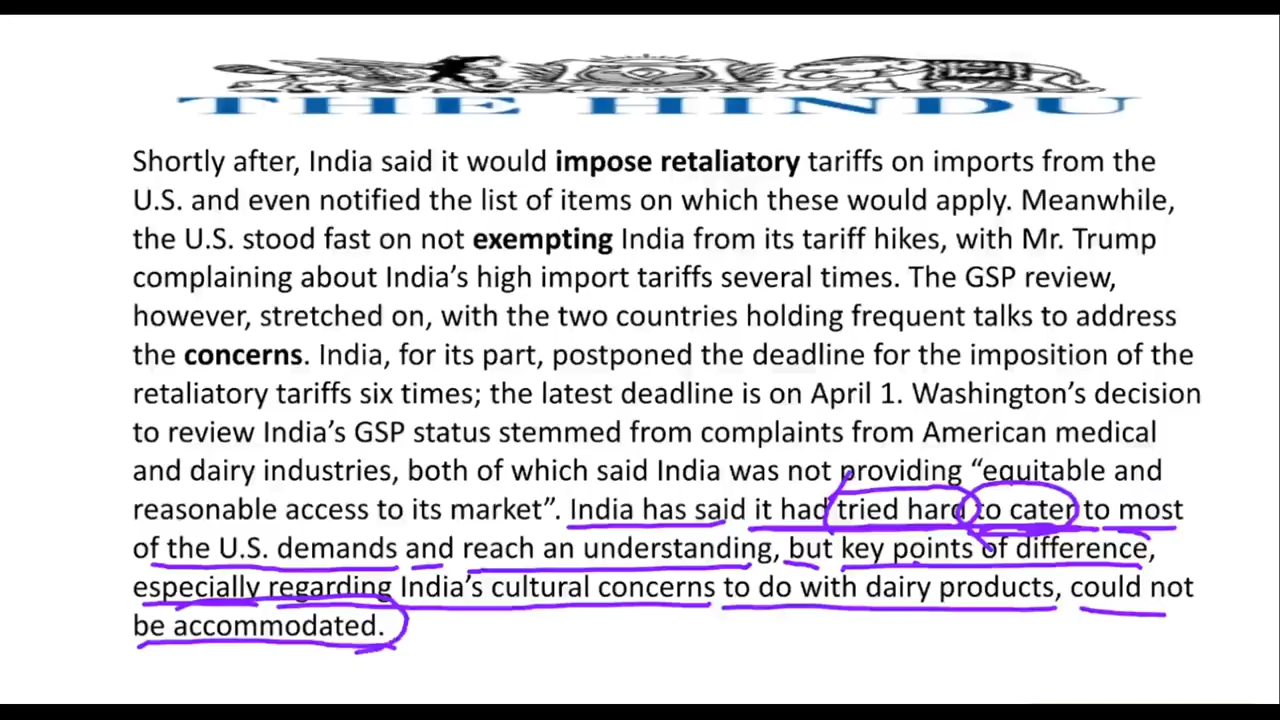 THE HINDU
Shortly after, India said it would impose retaliatory tariffs on imports from the
U.S. and even notified the list of items on which these would apply. Meanwhile,
the U.S. stood fast on not exempting India from its tariff hikes, with Mr. Trump
complaining about India’s high import tariffs several times. The GSP review,
however, stretched on, with the two countries holding frequent talks to address
the concerns. India, for its part, postponed the deadline for the imposition of the
retaliatory tariffs six times; the latest deadline is on April 1. Washington’s decision
to review India’s GSP status stemmed from complaints from American medical
and dairy industries, both of which said India was not providing “equitable and
reasonable access to its market”. India has said it had tried hard to cater to most
of the U.S. demands and reach an understanding, but key points of difference,
especially regarding India’s cultural concerns to do with dairy products, could not
be accommodated.